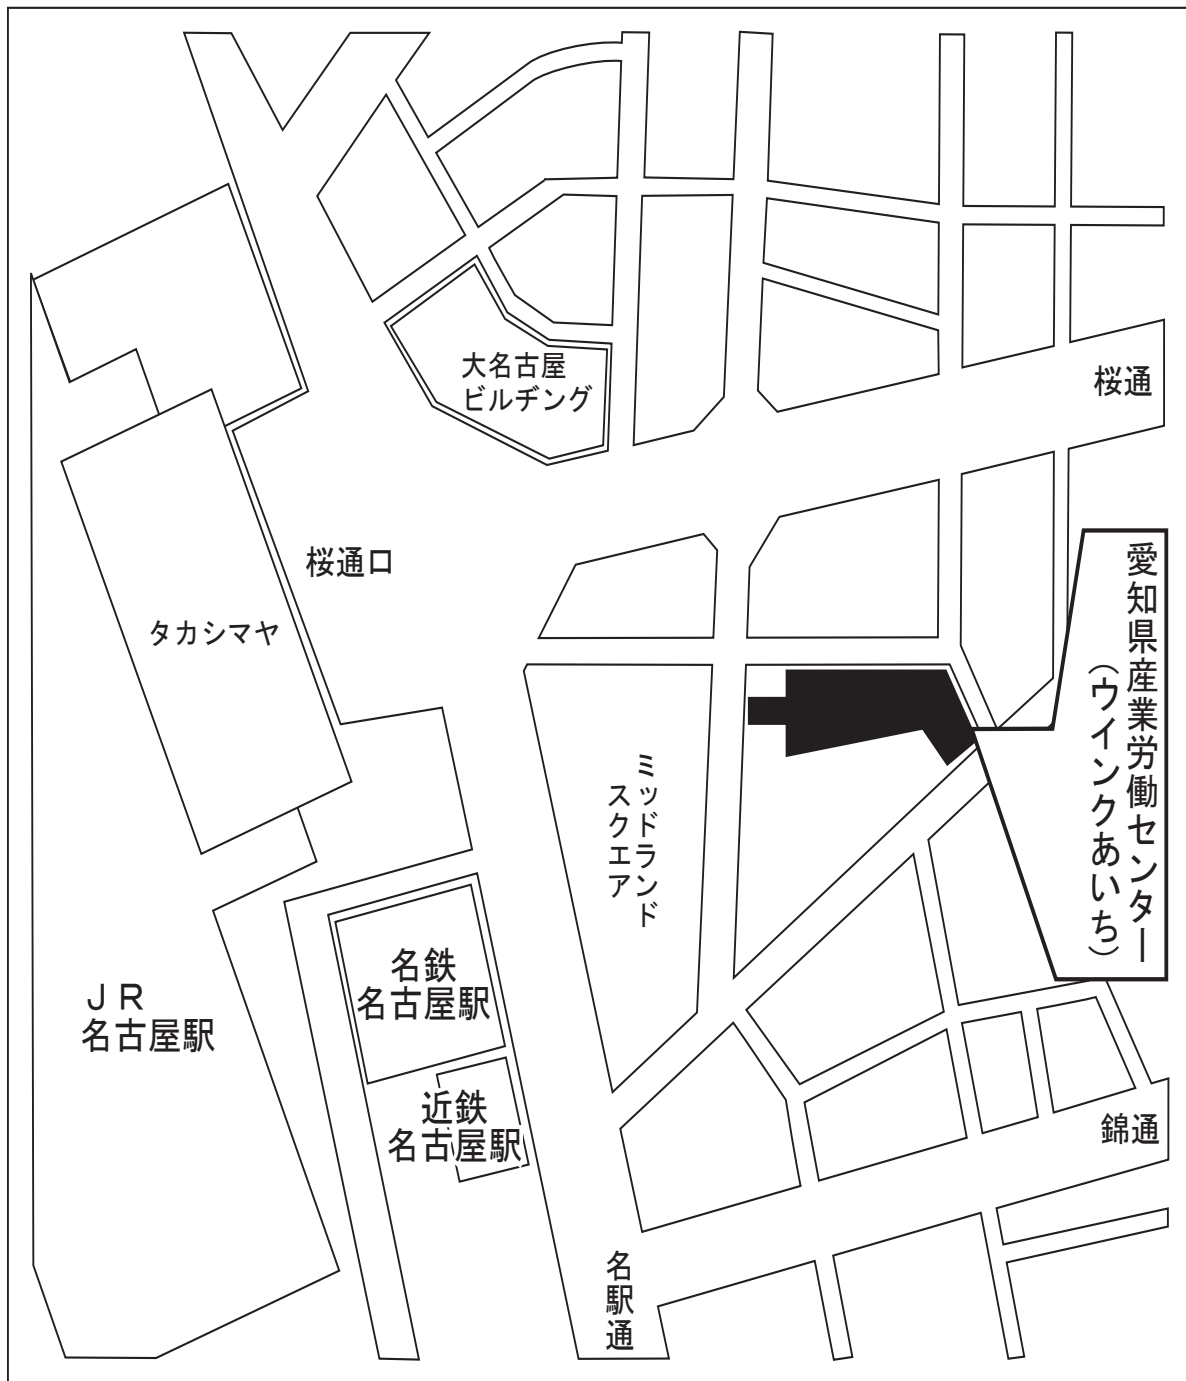 大名古屋
ビルヂング
桜通
桜通口
タカシマヤ
愛知県産業労働センター
（ウインクあいち）
ミッドランド
スクエア
名鉄
名古屋駅
ＪＲ
名古屋駅
近鉄
名古屋駅
錦通
名駅通